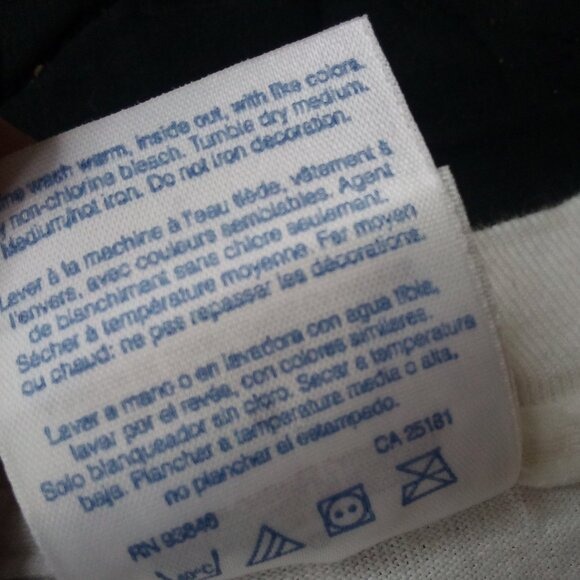 wash warm, inside out, with like colors.
non-chlorine bleach. Tumble dry medium.
Medium/hot iron. Do not iron decoration.
Laver à la machine à l'eau tiède, vêtement à
l'envers, avec couleurs semblables. Agent
de blanchiment sans chlore seulement.
Sécher à température moyenne. Fer moyen
ou chaud; ne pas repasser les décorations.
Lavar a mano o en lavadora con agua tibia,
lavar por el revés, con colores similares.
Solo blanqueador sin cloro. Secar a temperatura
baja. Planchar a temparatura media o alta,
no planchar el estampado.
RN 93846 CA 25181
40°C